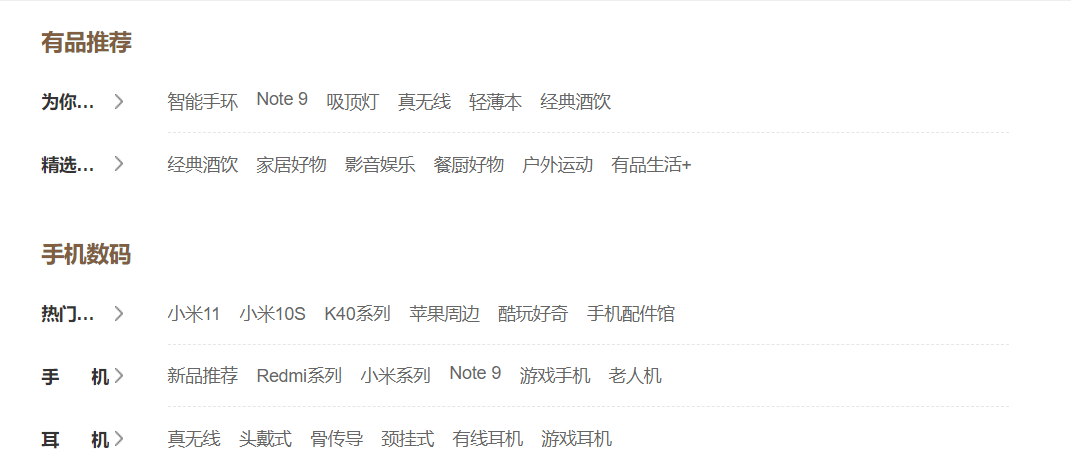 有品推荐
为你... 智能手环 Note 9 吸顶灯 真无线 轻薄本 经典酒饮
精选... 经典酒饮 家居好物 影音娱乐 餐厨好物 户外运动 有品生活+
手机数码
热门... 小米11 小米10S K40系列 苹果周边 酷玩好奇 手机配件馆
手 机 新品推荐 Redmi系列 小米系列 Note 9 游戏手机 老人机
耳 机 真无线 头戴式 骨传导 颈挂式 有线耳机 游戏耳机